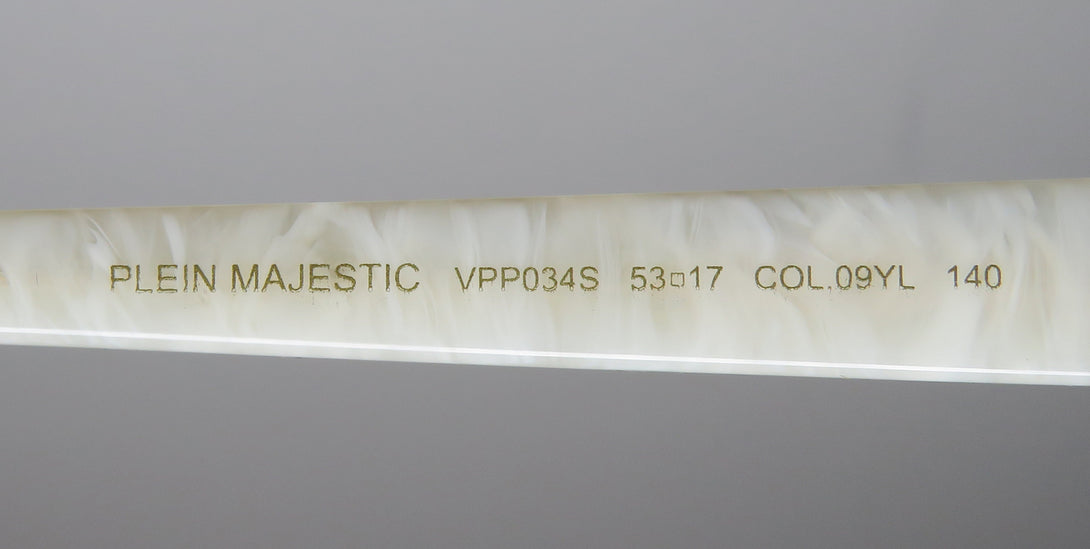 PLEIN MAJESTIC VPP034S 53□17 COL.09YL 140